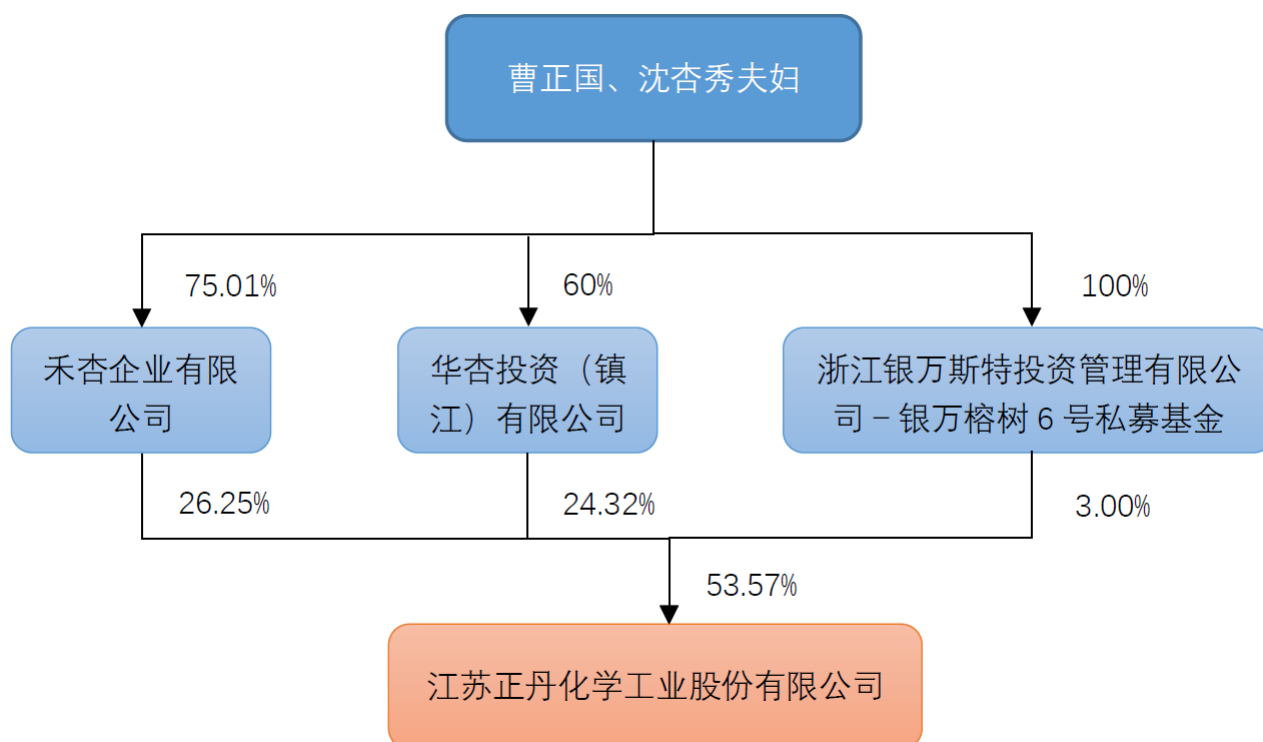 曹正国、沈杏秀夫妇
75.01%
60%
100%
禾杏企业有限
公司
华杏投资（镇
江）有限公司
浙江银万斯特投资管理有限公
司－银万榕树 6 号私募基金
26.25%
24.32%
3.00%
53.57%
江苏正丹化学工业股份有限公司